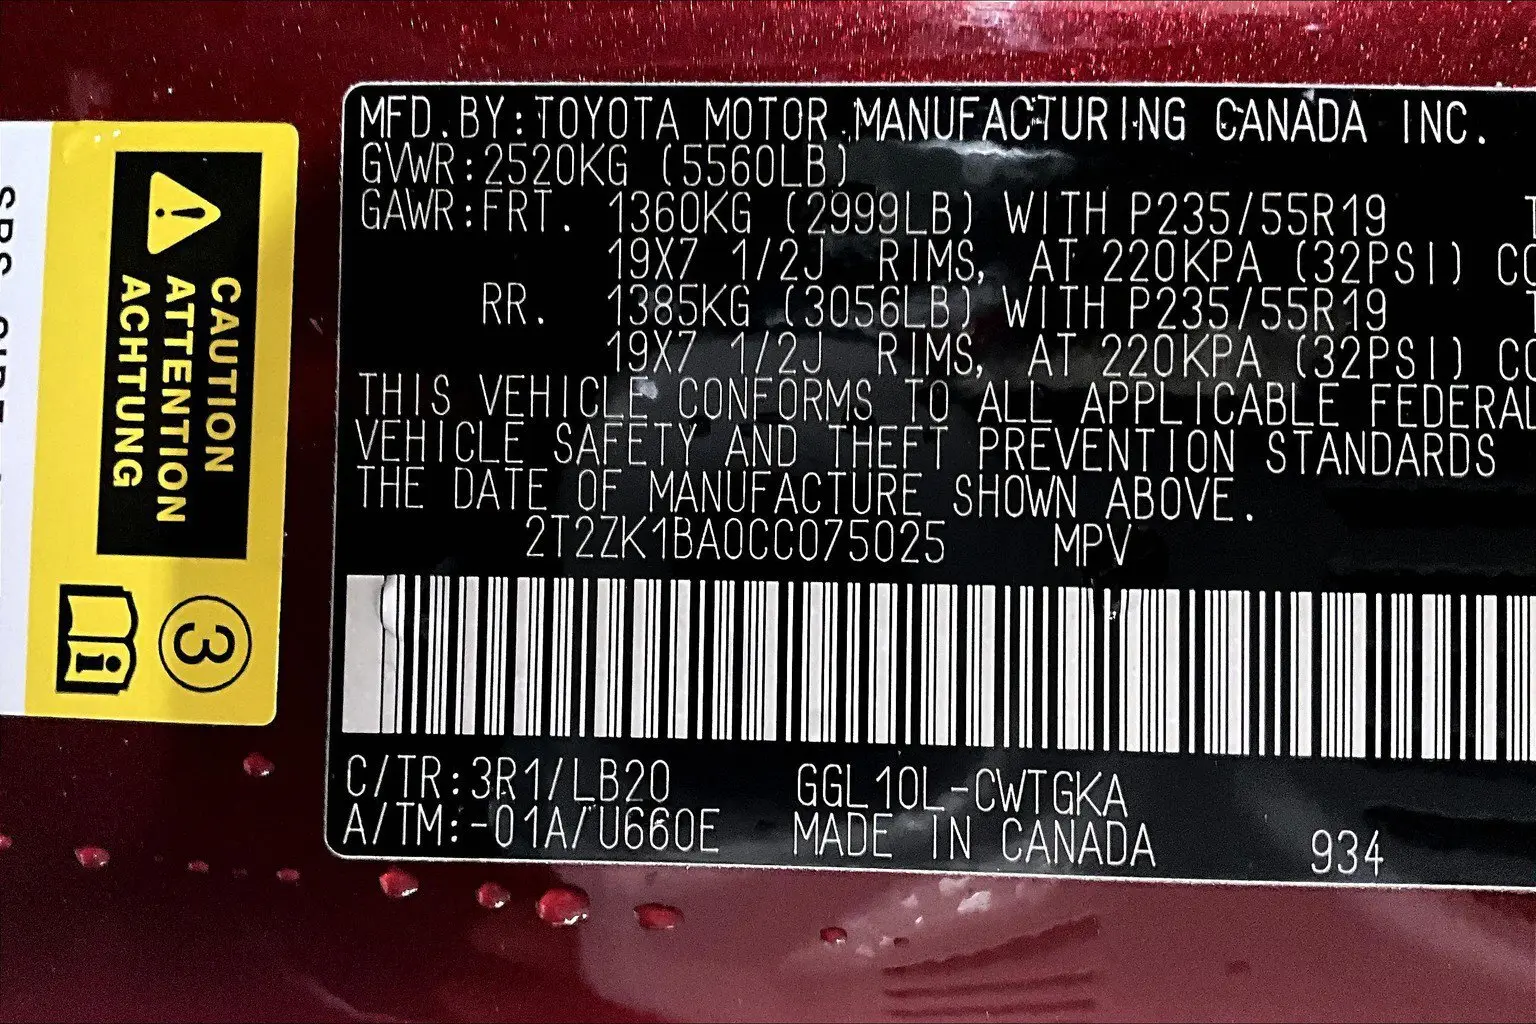 MFD.BY:TOYOTA MOTOR MANUFACTURING CANADA INC.
GVWR:2520KG (5560LB)
GAWR:FRT. 1360KG (2999LB) WITH P235/55R19
19X7 1/2J RIMS, AT 220KPA (32PSI)
RR. 1385KG (3056LB) WITH P235/55R19
19X7 1/2J RIMS, AT 220KPA (32PSI)
THIS VEHICLE CONFORMS TO ALL APPLICABLE FEDERAL
VEHICLE SAFETY AND THEFT PREVENTION STANDARDS
THE DATE OF MANUFACTURE SHOWN ABOVE.
2T2ZK1BA0CC075025 MPV
C/TR:3R1/LB20 GGL10L-CWTGKA
A/TM:-01A/U660E MADE IN CANADA 934
CAUTION
ATTENTION
ACHTUNG
3